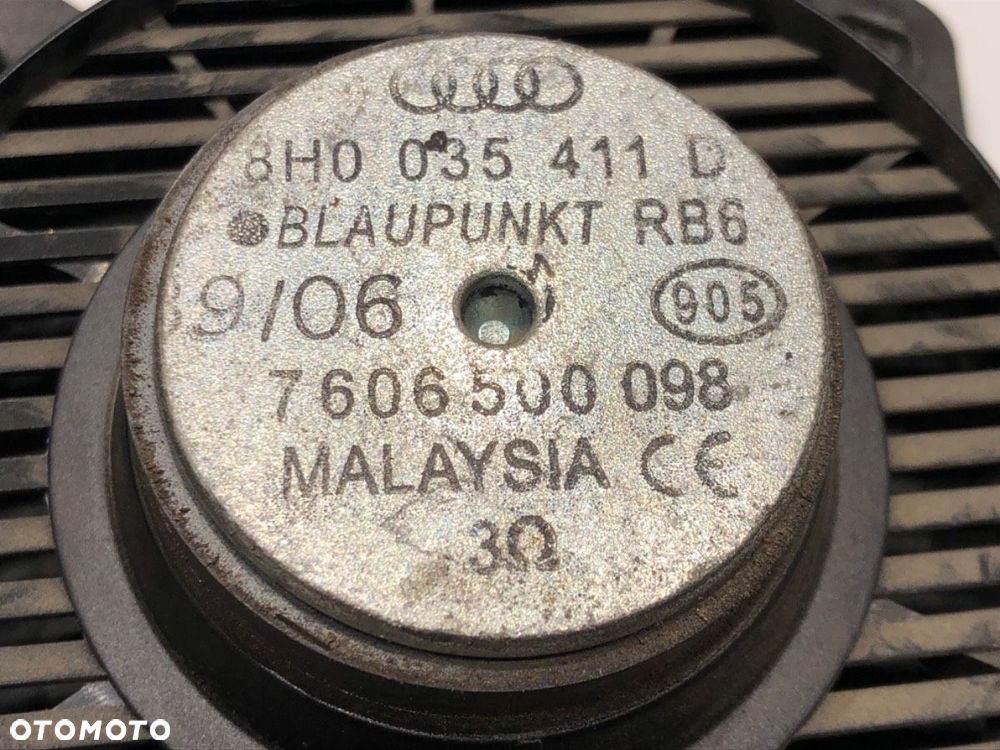 8H0 035 411 D
BLAUPUNKT RB6
9/06 905
7 606 500 098
MALAYSIA CE
3Ω
OTOMOTO